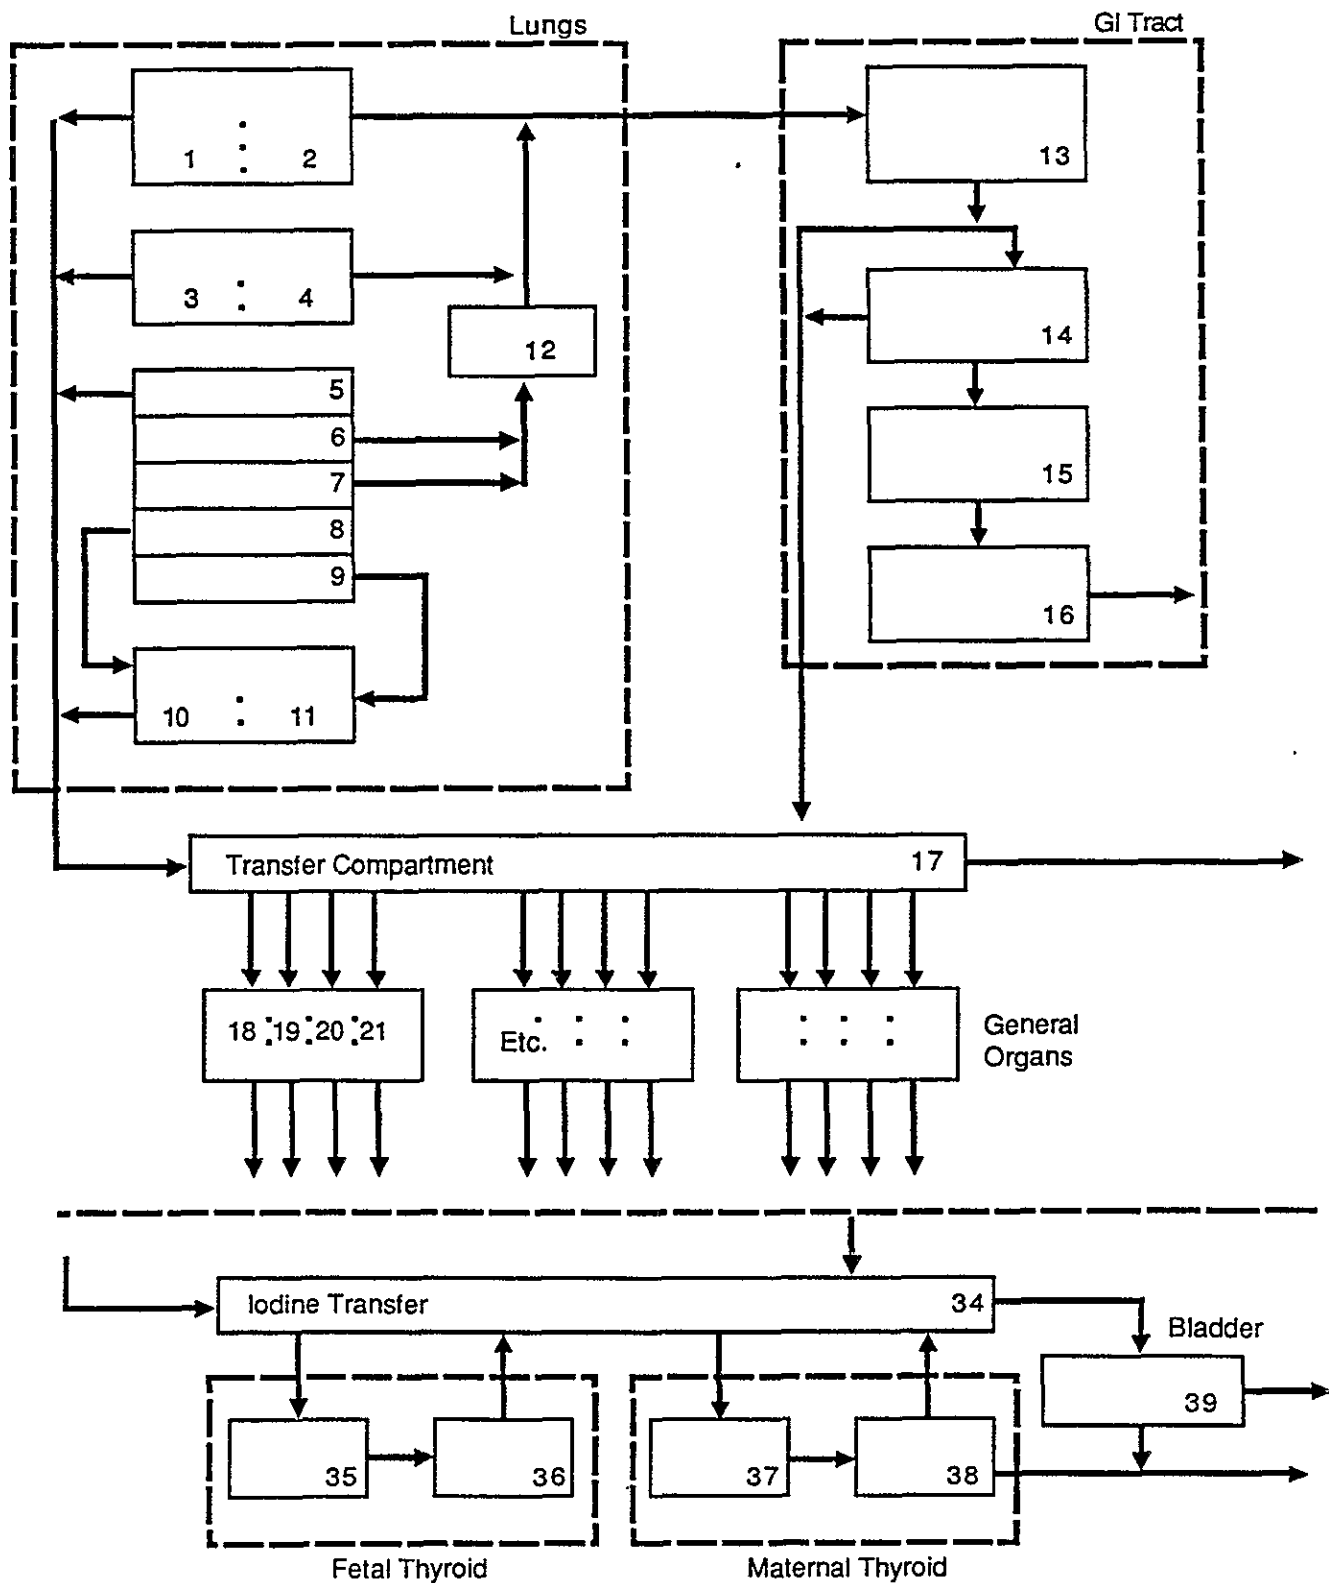 Lungs
GI Tract
1 2
13
3 4
12
14
5
6
7
15
8
9
16
10 11
Transfer Compartment 17
18 19 20 21
Etc.
General
Organs
Iodine Transfer 34
Bladder
39
35 36 37 38
Fetal Thyroid
Maternal Thyroid